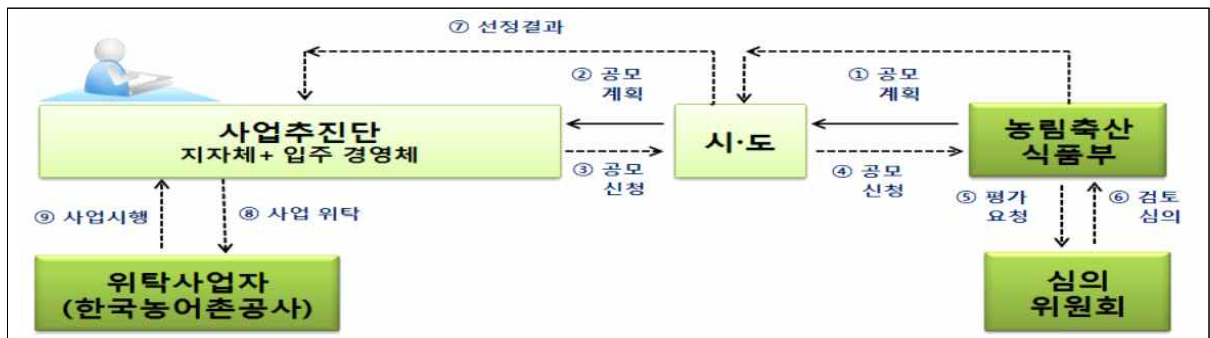 ⑦ 선정결과
② 공모
계획
① 공모
계획
사업추진단
지자체+ 입주 경영체
시·도
농림축산
식품부
③ 공모
신청
④ 공모
신청
⑤ 평가
요청
⑥ 검토
심의
⑨ 사업시행
⑧ 사업 위탁
위탁사업자
(한국농어촌공사)
심의
위원회